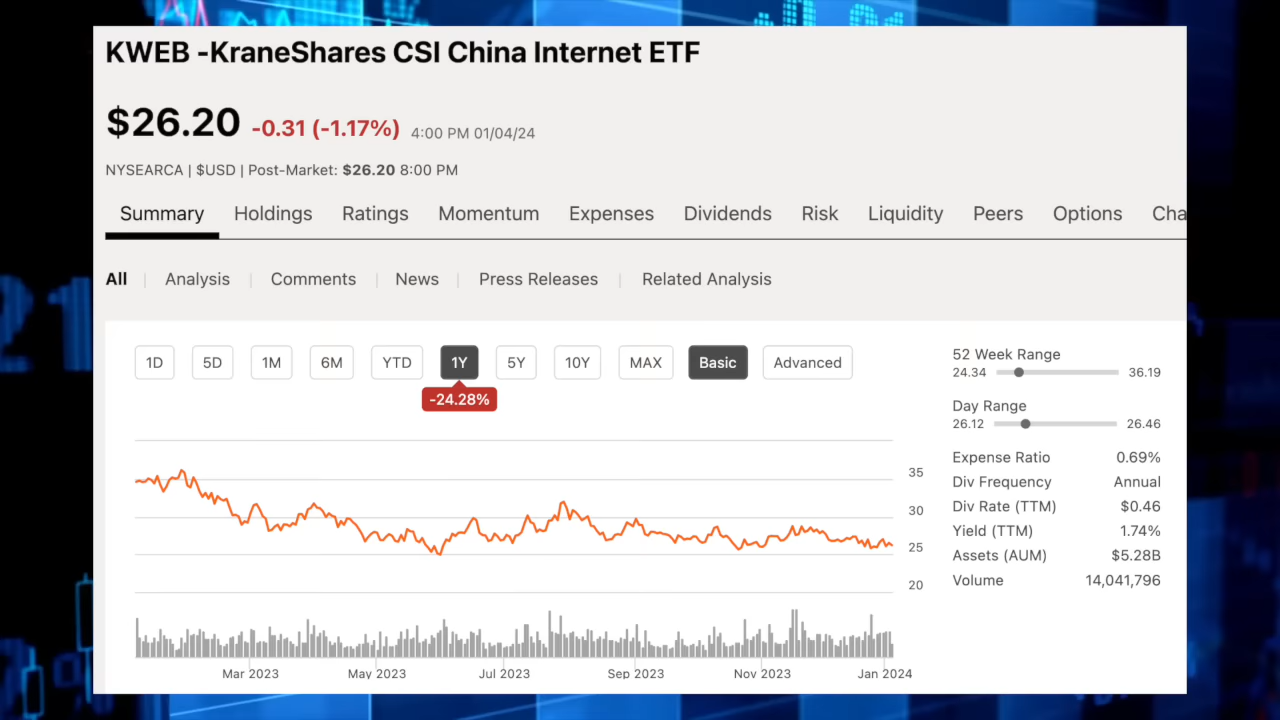 KWEB -KraneShares CSI China Internet ETF
$26.20 -0.31 (-1.17%) 4:00 PM 01/04/24
NYSEARCA | $USD | Post-Market: $26.20 8:00 PM
Summary Holdings Ratings Momentum Expenses Dividends Risk Liquidity Peers Options Cha
All | Analysis | Comments | News | Press Releases | Related Analysis
1D 5D 1M 6M YTD 1Y 5Y 10Y MAX Basic Advanced
-24.28%
35
30
25
20
Mar 2023 May 2023 Jul 2023 Sep 2023 Nov 2023 Jan 2024
52 Week Range
24.34 36.19
Day Range
26.12 26.46
Expense Ratio 0.69%
Div Frequency Annual
Div Rate (TTM) $0.46
Yield (TTM) 1.74%
Assets (AUM) $5.28B
Volume 14,041,796
21